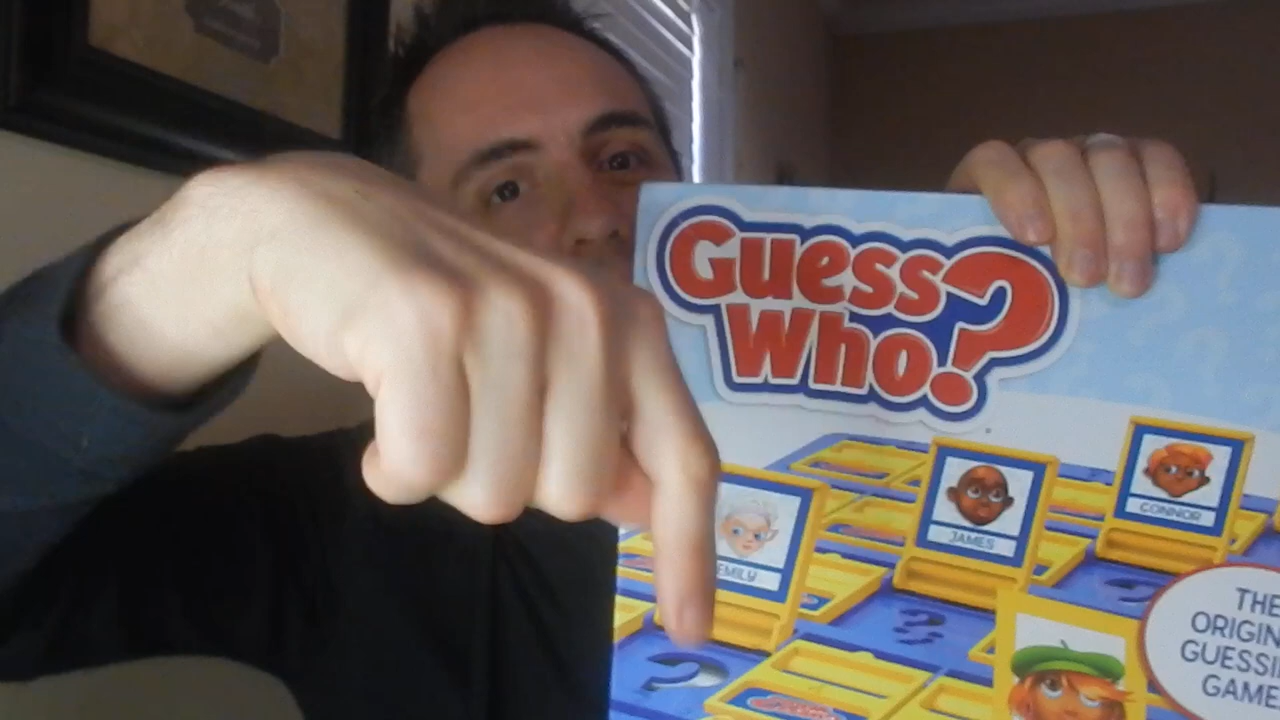 GUESS
WHO?
EMILY
JAMES
CONNOR
THE
ORIGIN
GUESSI
GAME